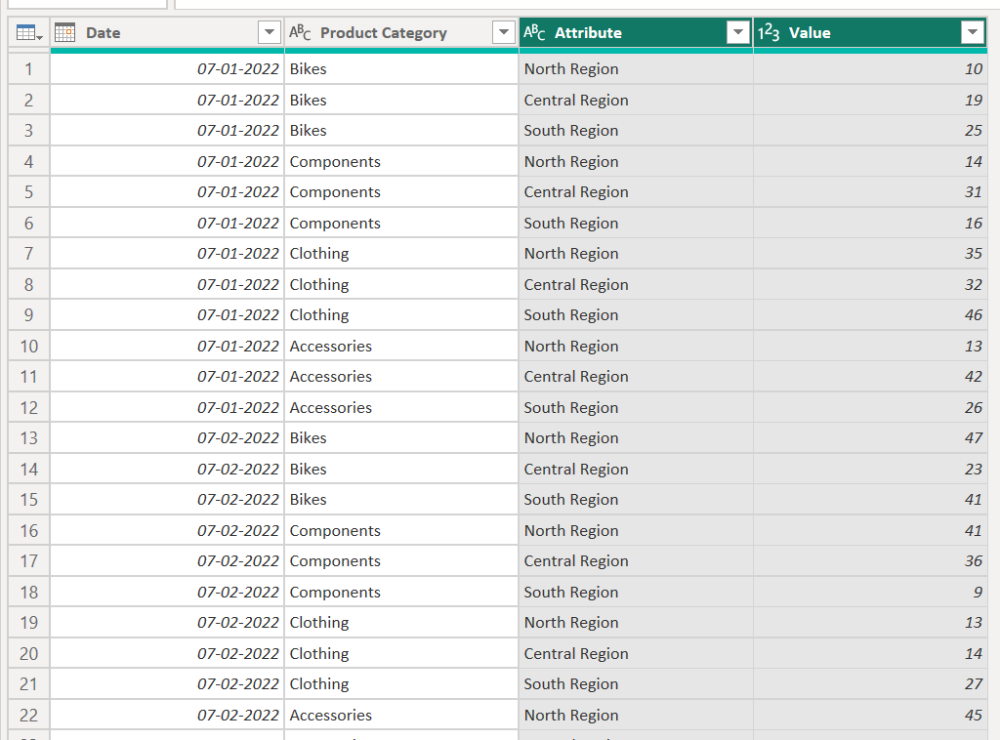 Date ABC Product Category ABC Attribute 123 Value
1 07-01-2022 Bikes North Region 10
2 07-01-2022 Bikes Central Region 19
3 07-01-2022 Bikes South Region 25
4 07-01-2022 Components North Region 14
5 07-01-2022 Components Central Region 31
6 07-01-2022 Components South Region 16
7 07-01-2022 Clothing North Region 35
8 07-01-2022 Clothing Central Region 32
9 07-01-2022 Clothing South Region 46
10 07-01-2022 Accessories North Region 13
11 07-01-2022 Accessories Central Region 42
12 07-01-2022 Accessories South Region 26
13 07-02-2022 Bikes North Region 47
14 07-02-2022 Bikes Central Region 23
15 07-02-2022 Bikes South Region 41
16 07-02-2022 Components North Region 41
17 07-02-2022 Components Central Region 36
18 07-02-2022 Components South Region 9
19 07-02-2022 Clothing North Region 13
20 07-02-2022 Clothing Central Region 14
21 07-02-2022 Clothing South Region 27
22 07-02-2022 Accessories North Region 45